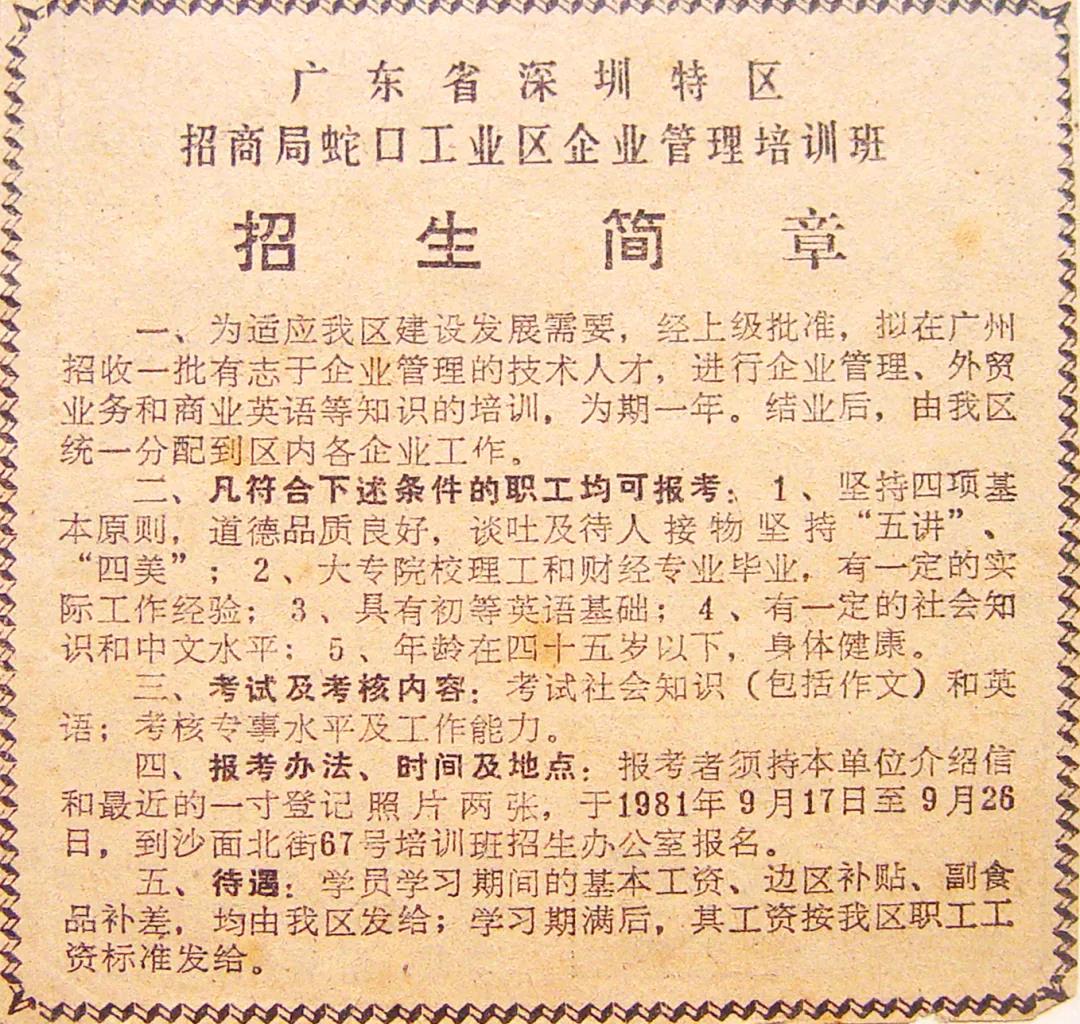 广东省深圳特区
招商局蛇口工业区企业管理培训班
招生简章
一、为适应我区建设发展需要，经上级批准，拟在广州
招收一批有志于企业管理的技术人才，进行企业管理、外贸
业务和商业英语等知识的培训，为期一年。结业后，由我区
统一分配到区内各企业工作。
二、凡符合下述条件的职工均可报考：1、坚持四项基
本原则，道德品质良好，谈吐及待人接物坚持“五讲”、
“四美”；2、大专院校理工和财经专业毕业，有一定的实
际工作经验；3、具有初等英语基础；4、有一定的社会知
识和中文水平；5、年龄在四十五岁以下，身体健康。
三、考试及考核内容：考试社会知识（包括作文）和英
语；考核专事水平及工作能力。
四、报考办法、时间及地点：报考者须持本单位介绍信
和最近的一寸登记照片两张，于1981年9月17日至9月26
日，到沙面北街67号培训班招生办公室报名。
五、待遇：学员学习期间的基本工资、边区补贴、副食
品补差，均由我区发给；学习期满后，其工资按我区职工工
资标准发给。